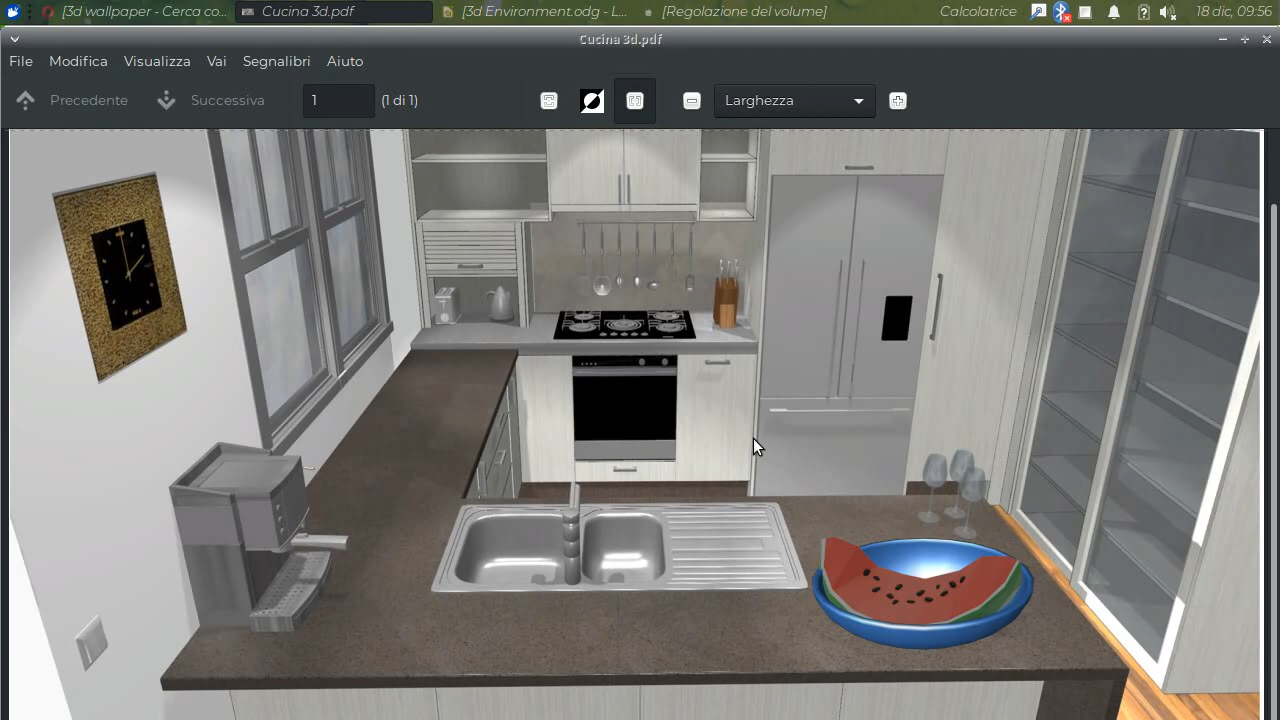 [3d wallpaper - Cerca co... Cucina 3d.pdf [3d Environment.odg - L... [Regolazione del volume] Calcolatrice 18 dic, 09:56
Cucina 3d.pdf
File Modifica Visualizza Vai Segnalibri Aiuto
Precedente Successiva 1 (1 di 1) Larghezza